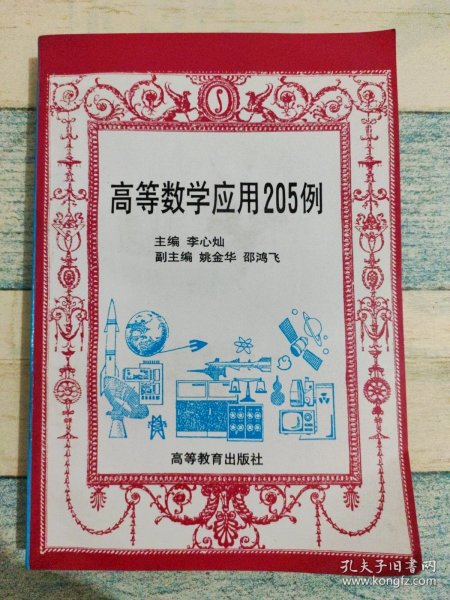 高等数学应用205例
主编 李心灿
副主编 姚金华 邵鸿飞
高等教育出版社
孔夫子旧书网
www.kongfz.com